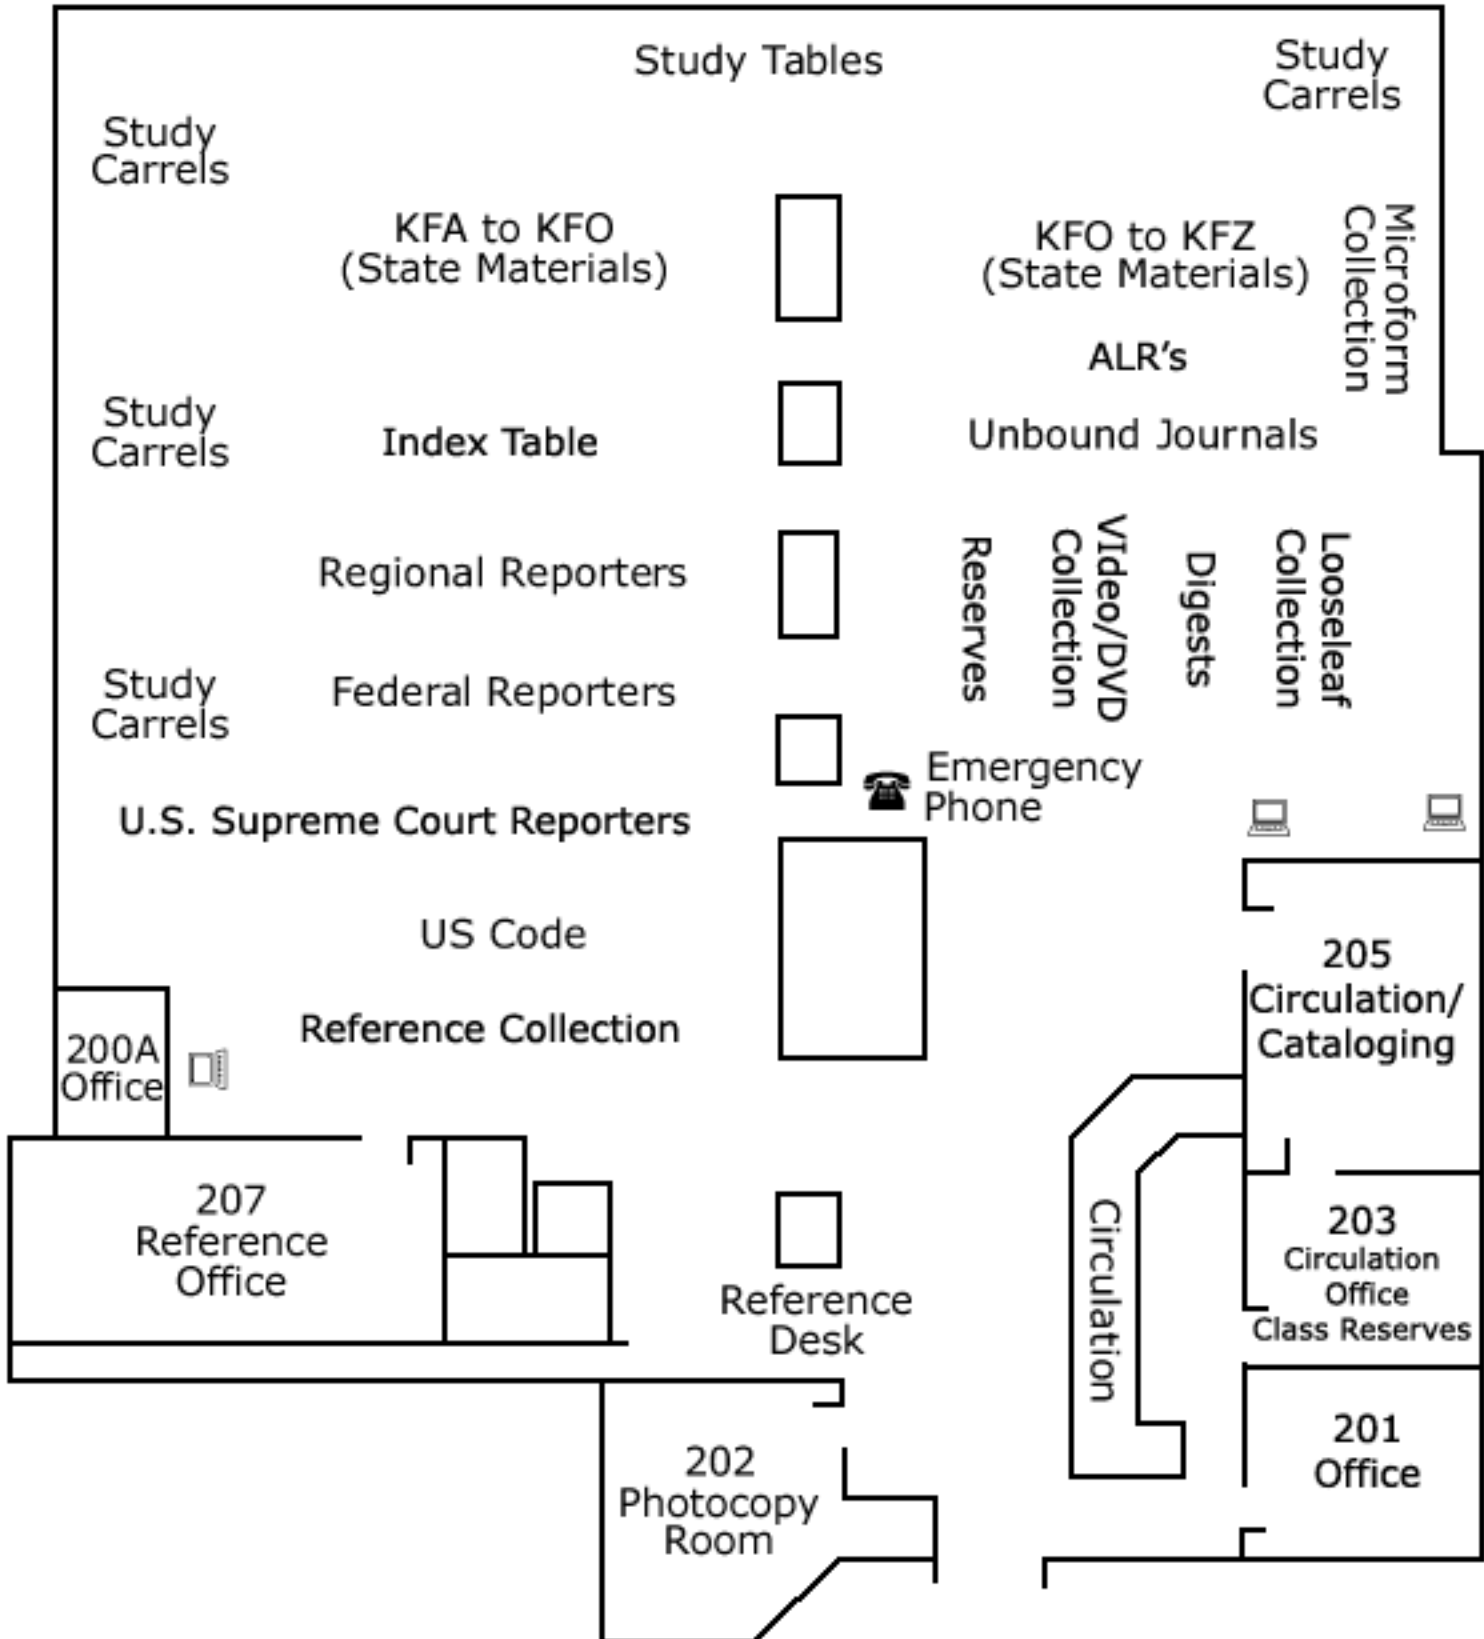 Study Tables
Study
Carrels
Study
Carrels
KFA to KFO
(State Materials)
KFO to KFZ
(State Materials)
Microform
Collection
ALR's
Study
Carrels
Index Table
Unbound Journals
Regional Reporters
Reserves
VIdeo/DVD
Collection
Digests
Looseleaf
Collection
Study
Carrels
Federal Reporters
Emergency
Phone
U.S. Supreme Court Reporters
US Code
205
Circulation/
Cataloging
Reference Collection
200A
Office
207
Reference
Office
Circulation
203
Circulation
Office
Class Reserves
Reference
Desk
201
Office
202
Photocopy
Room